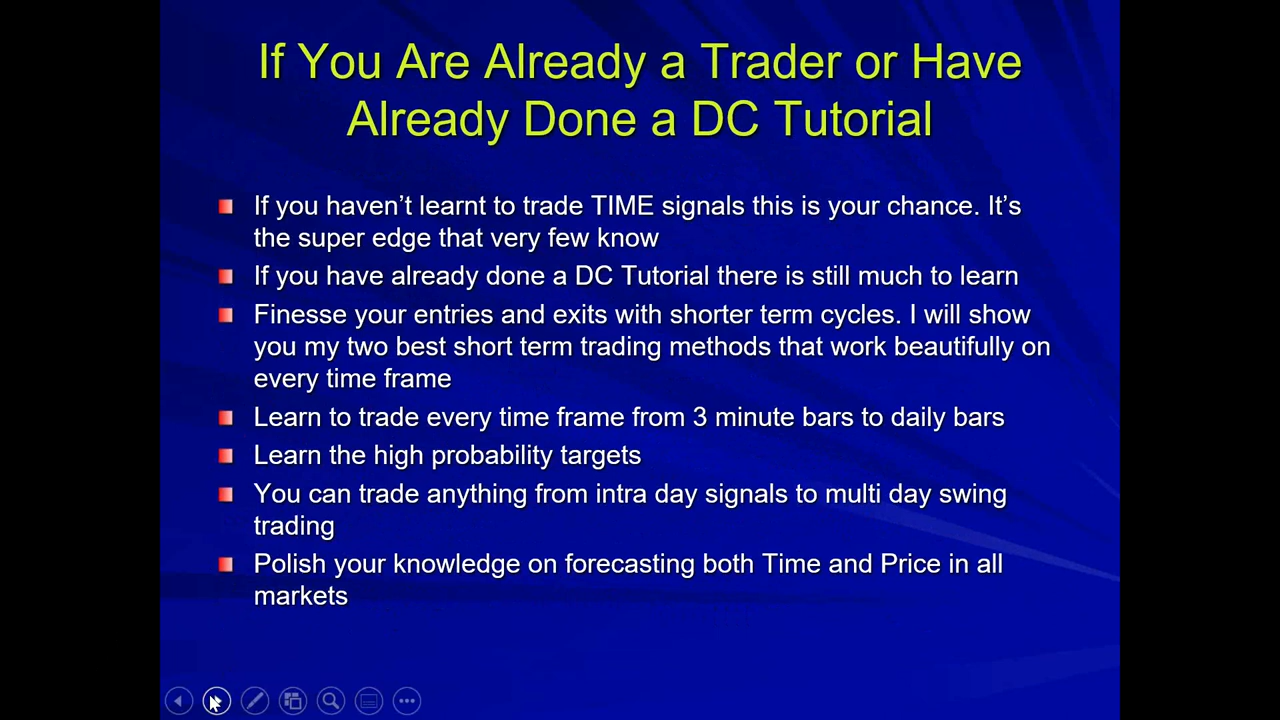 If You Are Already a Trader or Have
Already Done a DC Tutorial
If you haven’t learnt to trade TIME signals this is your chance. It’s
the super edge that very few know
If you have already done a DC Tutorial there is still much to learn
Finesse your entries and exits with shorter term cycles. I will show
you my two best short term trading methods that work beautifully on
every time frame
Learn to trade every time frame from 3 minute bars to daily bars
Learn the high probability targets
You can trade anything from intra day signals to multi day swing
trading
Polish your knowledge on forecasting both Time and Price in all
markets